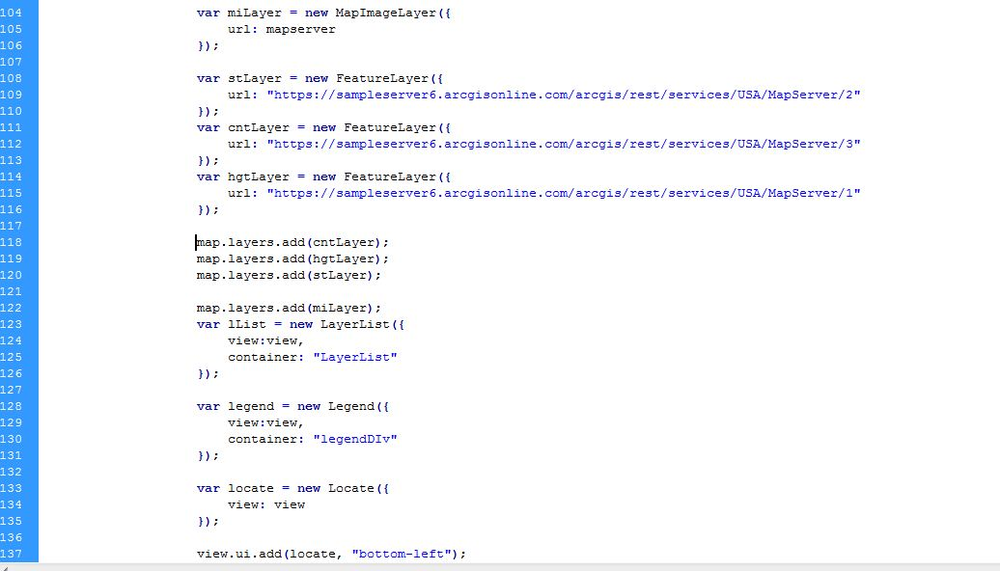 104 var miLayer = new MapImageLayer({
105 url: mapserver
106 });
107
108 var stLayer = new FeatureLayer({
109 url: "https://sampleserver6.arcgisonline.com/arcgis/rest/services/USA/MapServer/2"
110 });
111 var cntLayer = new FeatureLayer({
112 url: "https://sampleserver6.arcgisonline.com/arcgis/rest/services/USA/MapServer/3"
113 });
114 var hgtLayer = new FeatureLayer({
115 url: "https://sampleserver6.arcgisonline.com/arcgis/rest/services/USA/MapServer/1"
116 });
117
118 map.layers.add(cntLayer);
119 map.layers.add(hgtLayer);
120 map.layers.add(stLayer);
121
122 map.layers.add(miLayer);
123 var lList = new LayerList({
124 view:view,
125 container: "LayerList"
126 });
127
128 var legend = new Legend({
129 view:view,
130 container: "legendDIv"
131 });
132
133 var locate = new Locate({
134 view: view
135 });
136
137 view.ui.add(locate, "bottom-left");